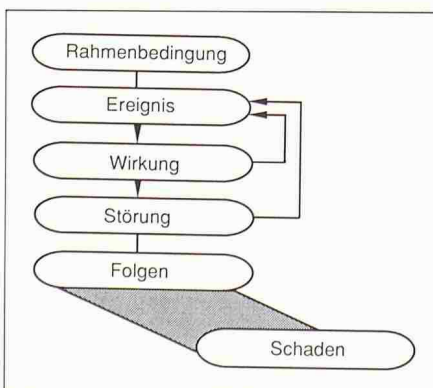 Rahmenbedingung
Ereignis
Wirkung
Störung
Folgen
Schaden